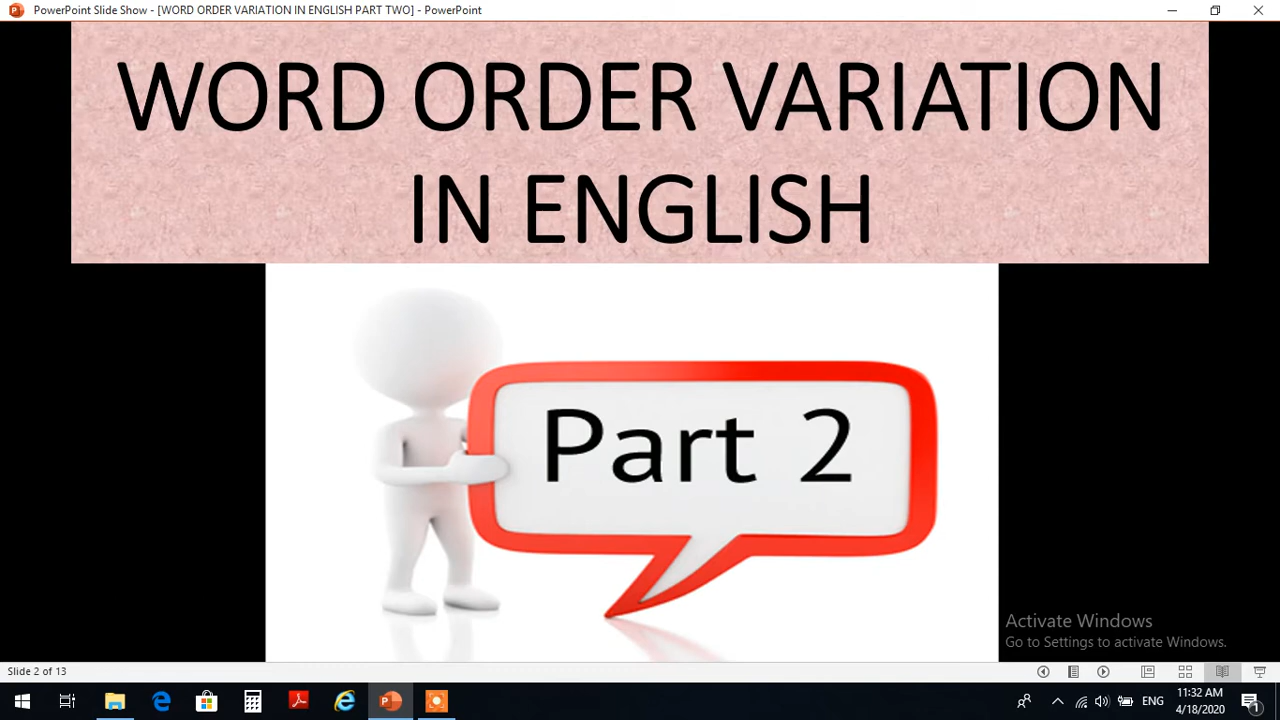 PowerPoint Slide Show - [WORD ORDER VARIATION IN ENGLISH PART TWO] - PowerPoint
WORD ORDER VARIATION
IN ENGLISH
Part 2
Activate Windows
Go to Settings to activate Windows.
Slide 2 of 13
ENG
11:32 AM
4/18/2020
1